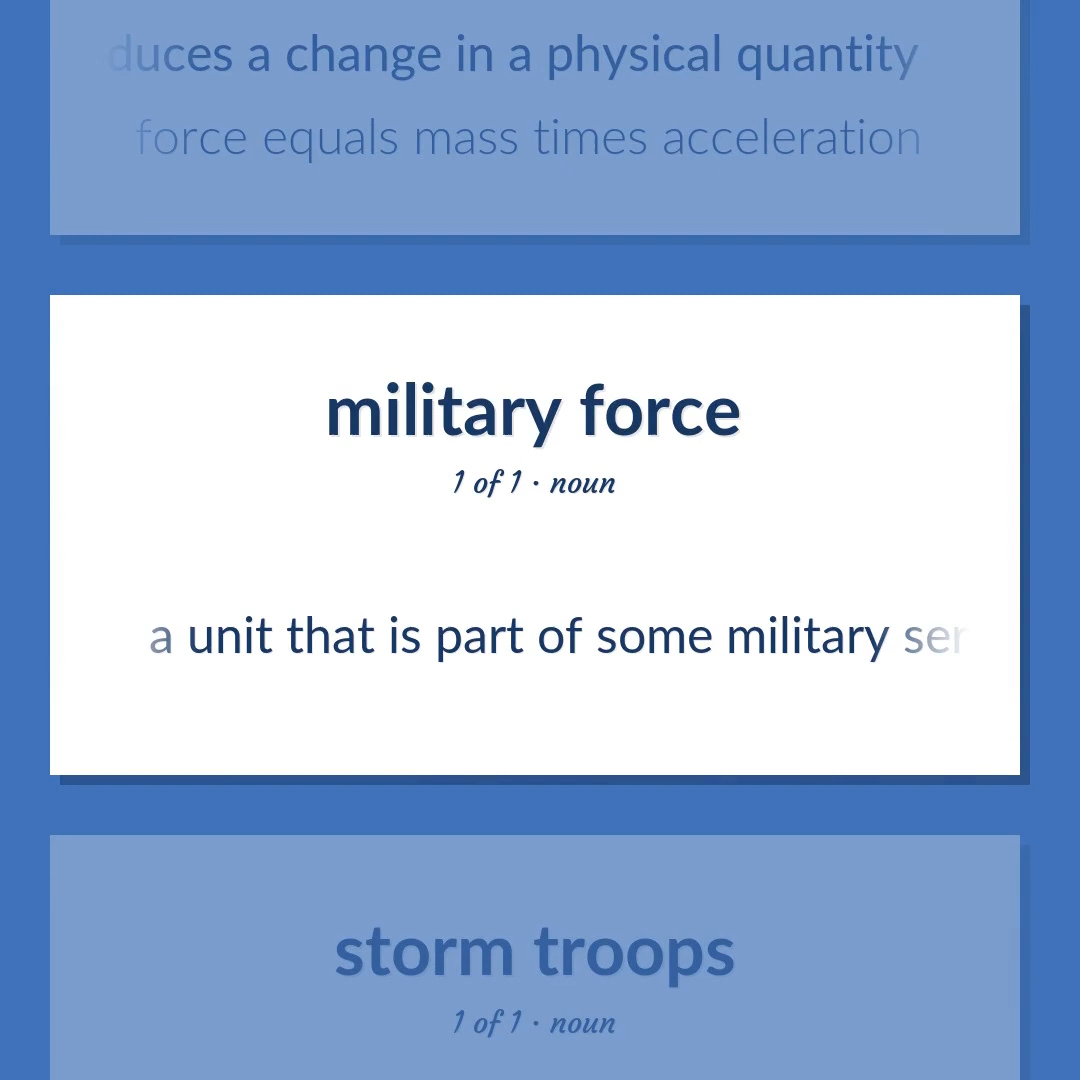 duces a change in a physical quantity
force equals mass times acceleration
military force
1 of 1 · noun
a unit that is part of some military ser
storm troops
1 of 1 · noun